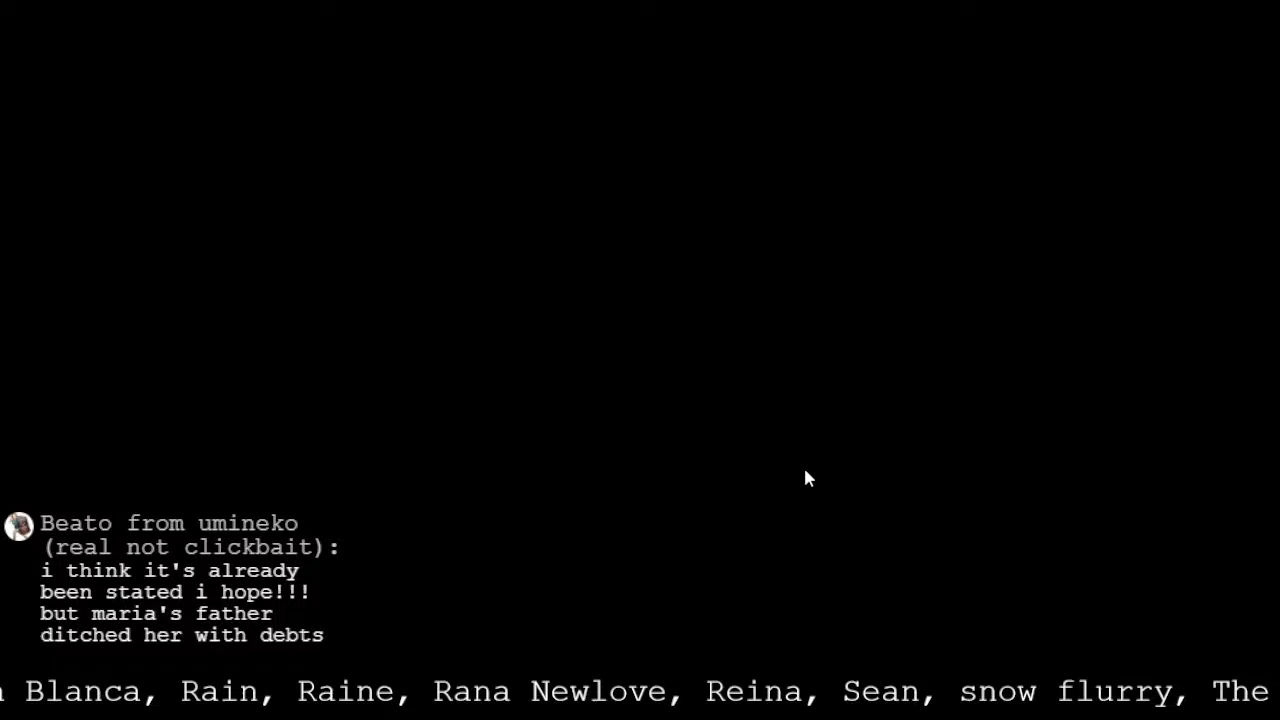 Beato from umineko
(real not clickbait):
i think it's already
been stated i hope!!!
but maria's father
ditched her with debts
Blanca, Rain, Raine, Rana Newlove, Reina, Sean, snow flurry, The